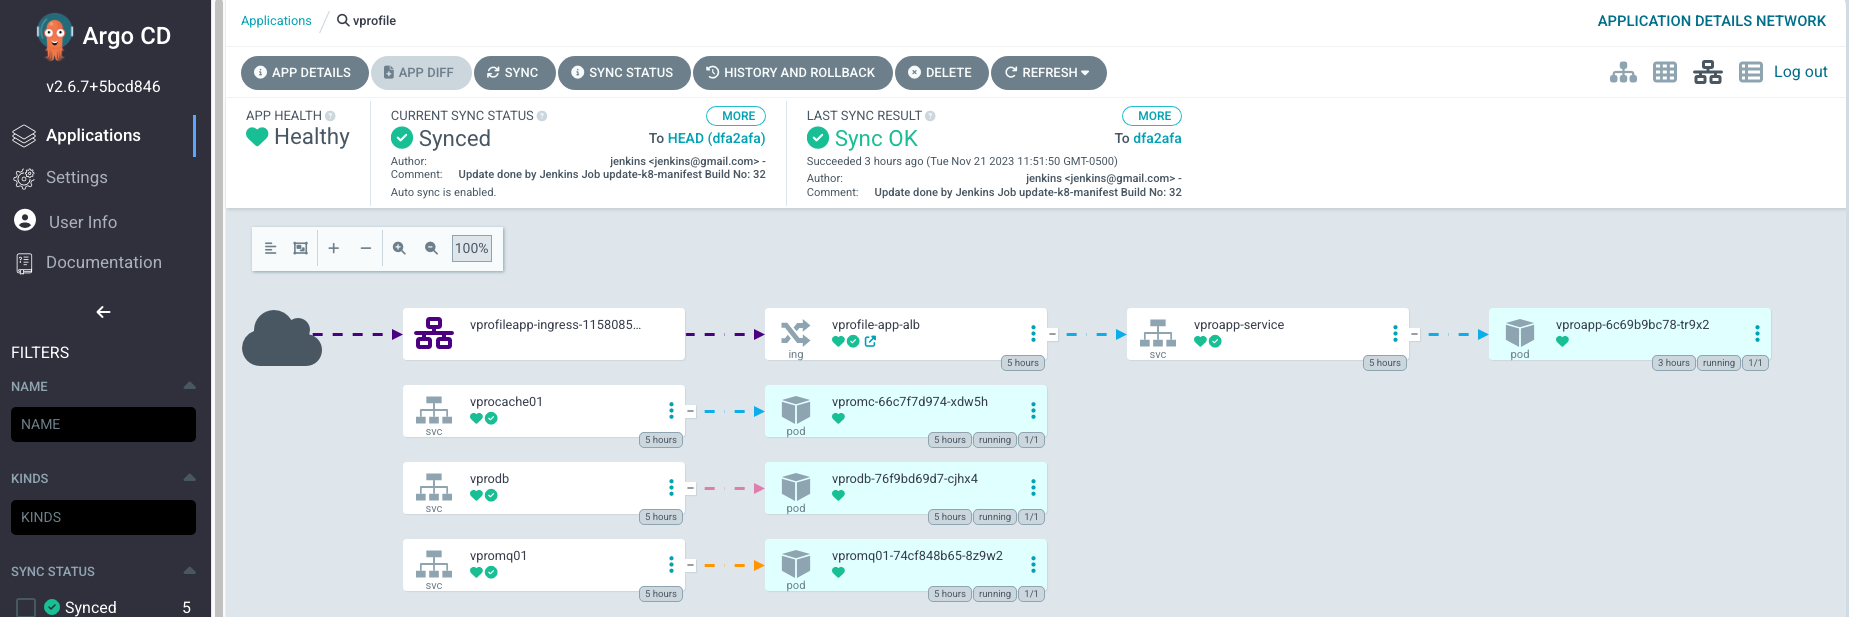 Argo CD
v2.6.7+5bcd846
Applications
Settings
User Info
Documentation
FILTERS
NAME
NAME
KINDS
KINDS
SYNC STATUS
Synced 5
Applications / vprofile
APPLICATION DETAILS NETWORK
APP DETAILS
APP DIFF
SYNC
SYNC STATUS
HISTORY AND ROLLBACK
DELETE
REFRESH
Log out
APP HEALTH
Healthy
CURRENT SYNC STATUS
MORE
Synced
To HEAD (dfa2afa)
Author: jenkins <jenkins@gmail.com> -
Comment: Update done by Jenkins Job update-k8-manifest Build No: 32
Auto sync is enabled.
LAST SYNC RESULT
MORE
Sync OK
To dfa2afa
Succeeded 3 hours ago (Tue Nov 21 2023 11:51:50 GMT-0500)
Author: jenkins <jenkins@gmail.com> -
Comment: Update done by Jenkins Job update-k8-manifest Build No: 32
100%
vprofileapp-ingress-1158085...
vprofile-app-alb
ing
5 hours
vproapp-service
svc
5 hours
vproapp-6c69b9bc78-tr9x2
pod
3 hours running 1/1
vprocache01
svc
5 hours
vpromc-66c7f7d974-xdw5h
pod
5 hours running 1/1
vprodb
svc
5 hours
vprodb-76f9bd69d7-cjhx4
pod
5 hours running 1/1
vpromq01
svc
5 hours
vpromq01-74cf848b65-8z9w2
pod
5 hours running 1/1